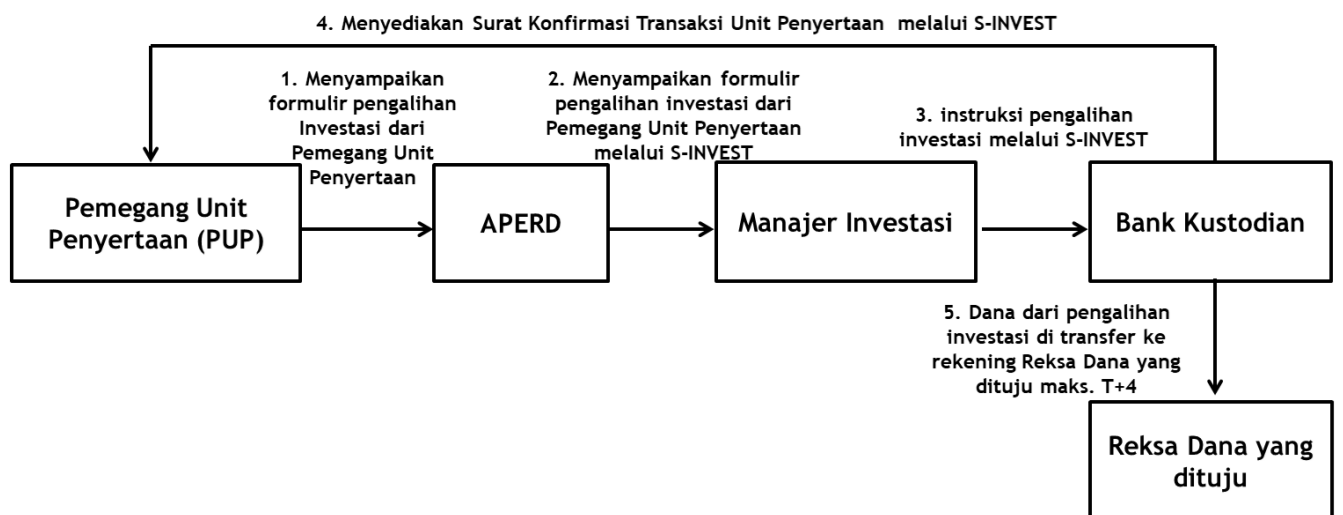 4. Menyediakan Surat Konfirmasi Transaksi Unit Penyertaan melalui S-INVEST
1. Menyampaikan
formulir pengalihan
Investasi dari
Pemegang Unit
Penyertaan
2. Menyampaikan formulir
pengalihan investasi dari
Pemegang Unit Penyertaan
melalui S-INVEST
3. instruksi pengalihan
investasi melalui S-INVEST
Pemegang Unit
Penyertaan (PUP)
APERD
Manajer Investasi
Bank Kustodian
5. Dana dari pengalihan
investasi di transfer ke
rekening Reksa Dana yang
dituju maks. T+4
Reksa Dana yang
dituju